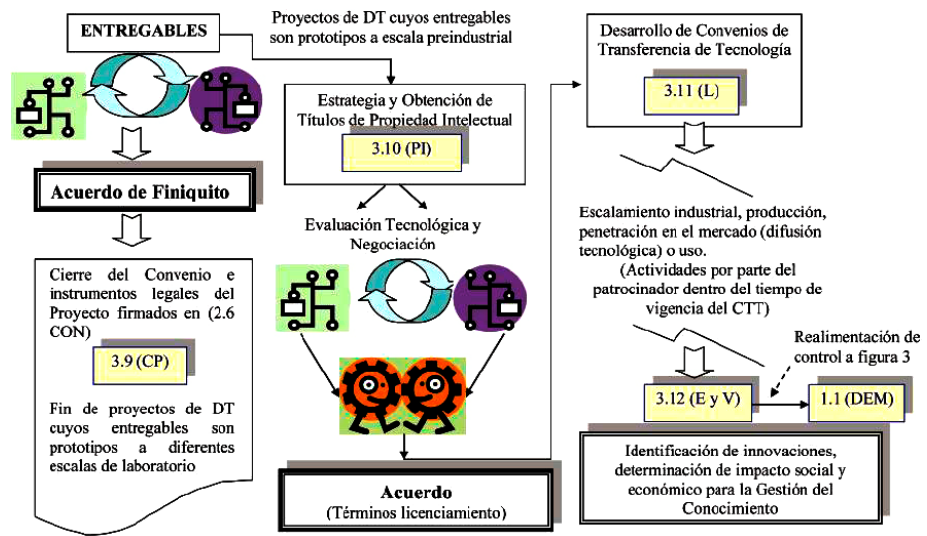 ENTREGABLES
Acuerdo de Finiquito
Cierre del Convenio e
instrumentos legales del
Proyecto firmados en (2.6
CON)
3.9 (CP)
Fin de proyectos de DT
cuyos entregables son
prototipos a diferentes
escalas de laboratorio
Proyectos de DT cuyos entregables
son prototipos a escala preindustrial
Estrategia y Obtención de
Títulos de Propiedad Intelectual
3.10 (PI)
Evaluación Tecnológica y
Negociación
Acuerdo
(Términos licenciamiento)
Desarrollo de Convenios de
Transferencia de Tecnología
3.11 (L)
Escalamiento industrial, producción,
penetración en el mercado (difusión
tecnológica) o uso.
(Actividades por parte del
patrocinador dentro del tiempo de
vigencia del CTT)
Realimentación de
control a figura 3
3.12 (E y V)
1.1 (DEM)
Identificación de innovaciones,
determinación de impacto social y
económico para la Gestión del
Conocimiento